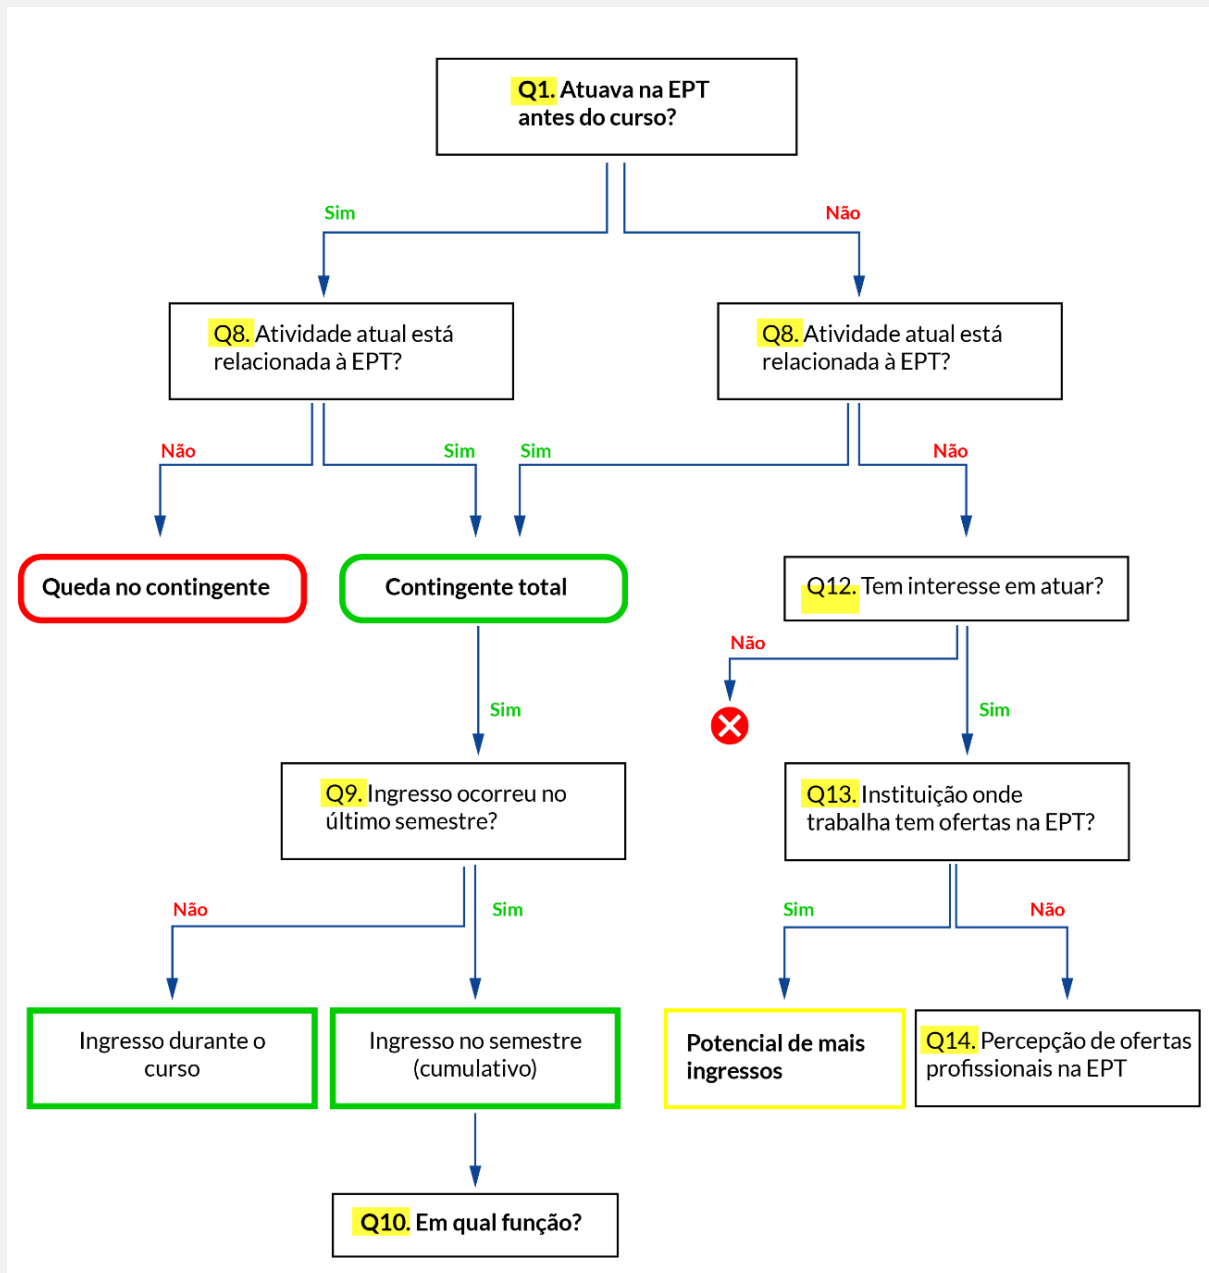 Q1. Atuava na EPT
antes do curso?
Sim
Não
Q8. Atividade atual está
relacionada à EPT?
Q8. Atividade atual está
relacionada à EPT?
Não
Sim
Sim
Não
Queda no contingente
Contingente total
Q12. Tem interesse em atuar?
Não
Sim
Sim
Q9. Ingresso ocorreu no
último semestre?
Q13. Instituição onde
trabalha tem ofertas na EPT?
Não
Sim
Sim
Não
Ingresso durante o
curso
Ingresso no semestre
(cumulativo)
Potencial de mais
ingressos
Q14. Percepção de ofertas
profissionais na EPT
Q10. Em qual função?